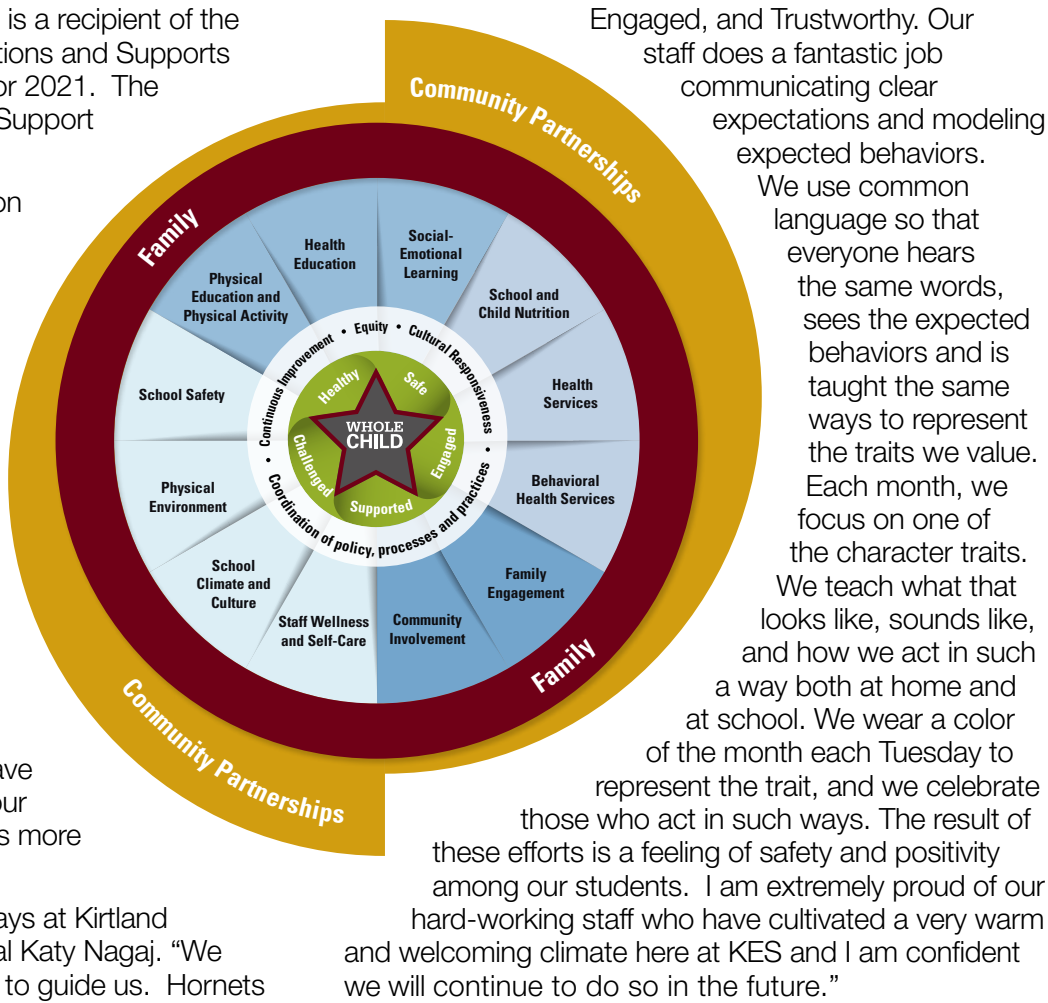 is a recipient of the
tions and Supports
or 2021. The
Support
on
ave
our
s more
ays at Kirtland
al Katy Nagaj. “We
to guide us. Hornets
Engaged, and Trustworthy. Our
staff does a fantastic job
communicating clear
expectations and modeling
expected behaviors.
We use common
language so that
everyone hears
the same words,
sees the expected
behaviors and is
taught the same
ways to represent
the traits we value.
Each month, we
focus on one of
the character traits.
We teach what that
looks like, sounds like,
and how we act in such
a way both at home and
at school. We wear a color
of the month each Tuesday to
represent the trait, and we celebrate
those who act in such ways. The result of
these efforts is a feeling of safety and positivity
among our students. I am extremely proud of our
hard-working staff who have cultivated a very warm
and welcoming climate here at KES and I am confident
we will continue to do so in the future.”
Community Partnerships
Family
Health
Education
Social-
Emotional
Learning
Physical
Education and
Physical Activity
School and
Child Nutrition
School Safety
Health
Services
Physical
Environment
Behavioral
Health Services
School
Climate and
Culture
Family
Engagement
Staff Wellness
and Self-Care
Community
Involvement
• Continuous Improvement • Equity • Cultural Responsiveness •
Coordination of policy, processes and practices
Healthy
Safe
Engaged
Supported
Challenged
WHOLE
CHILD
Family
Community Partnerships